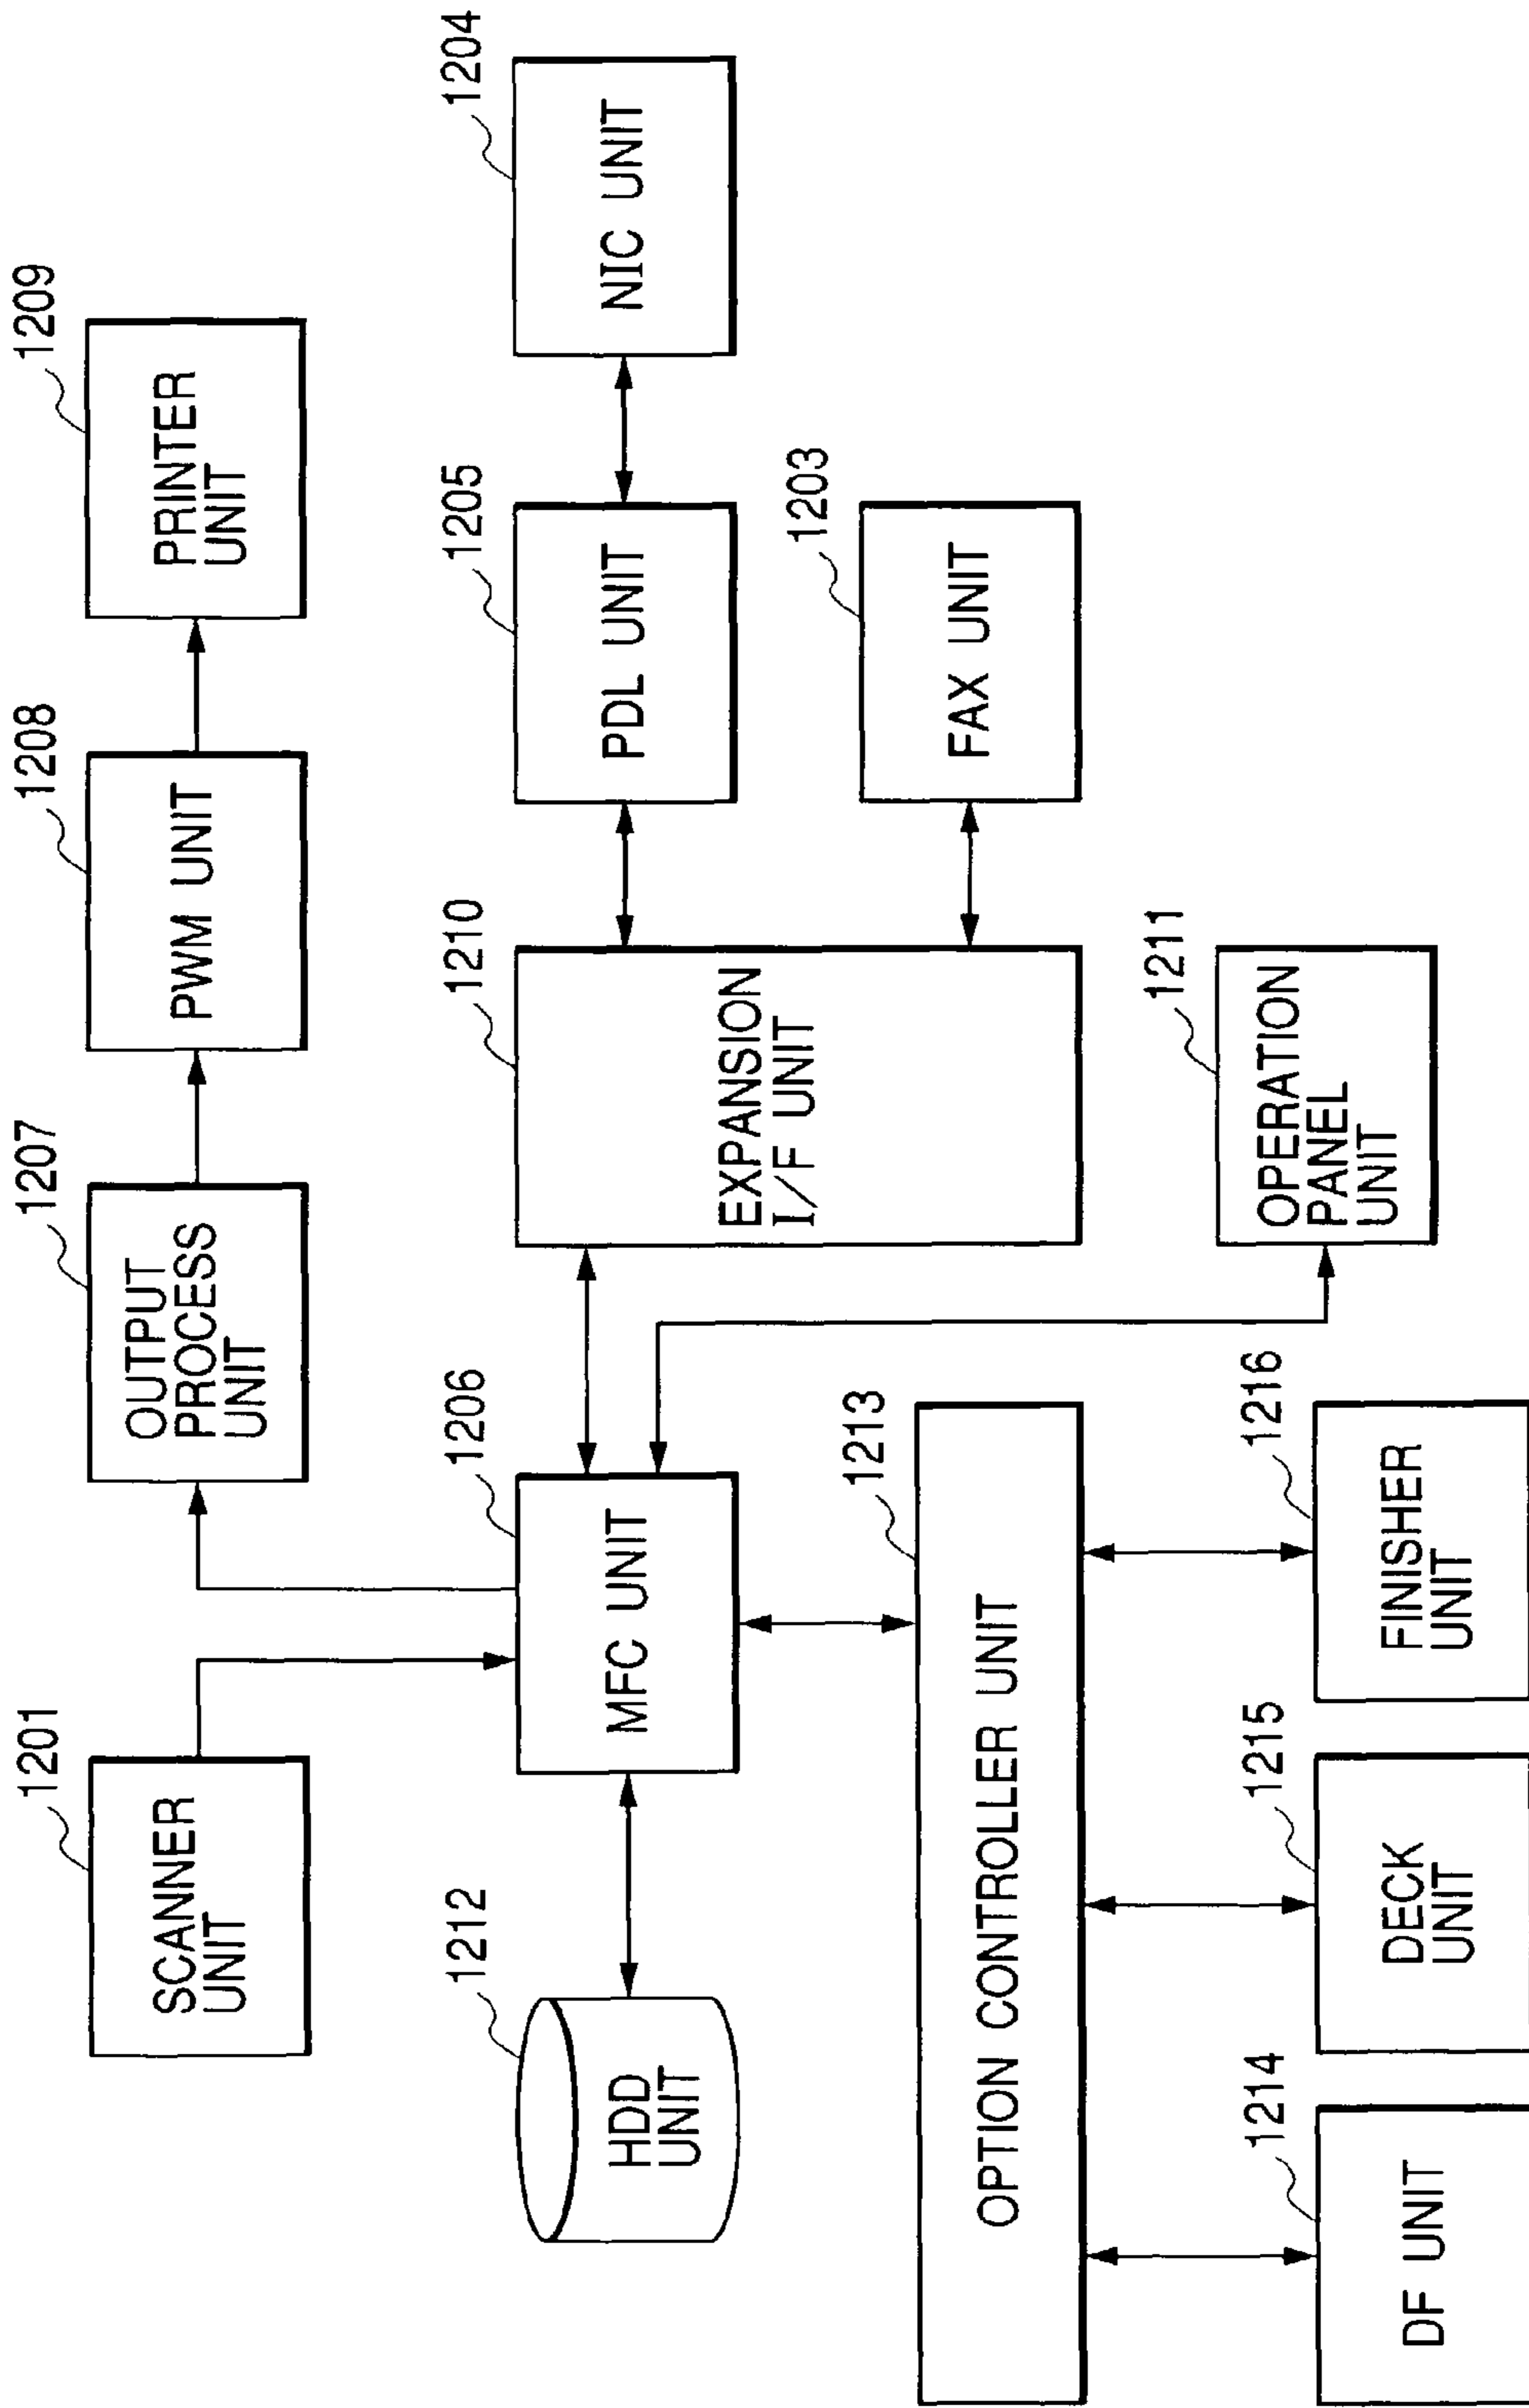 1201
SCANNER
UNIT
1207
OUTPUT
PROCESS
UNIT
1208
PWM UNIT
1209
PRINTER
UNIT
1212
HDD
UNIT
1206
MFC UNIT
1210
EXPANSION
I/F UNIT
1205
PDL UNIT
1204
NIC UNIT
1203
FAX UNIT
1213
OPTION CONTROLLER UNIT
1211
OPERATION
PANEL
UNIT
1214
DF UNIT
1215
DECK
UNIT
1216
FINISHER
UNIT